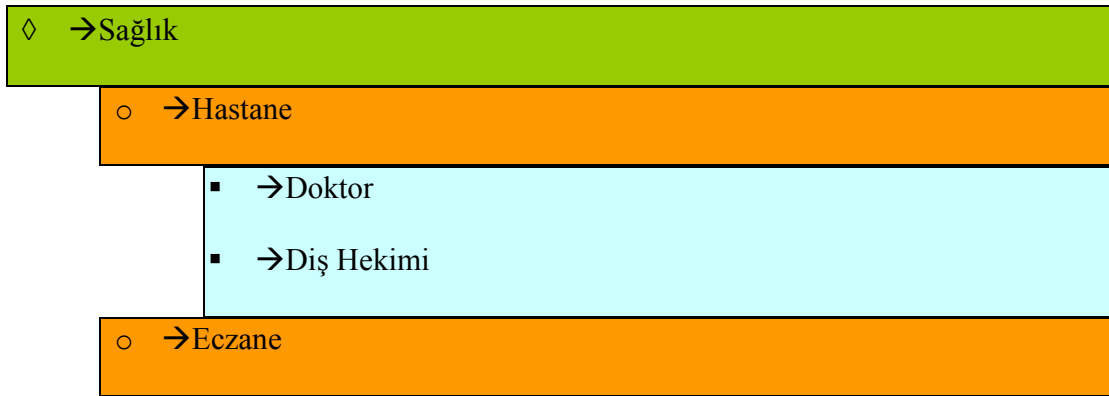 ◊ →Sağlık
o →Hastane
▪ →Doktor
▪ →Diş Hekimi
o →Eczane